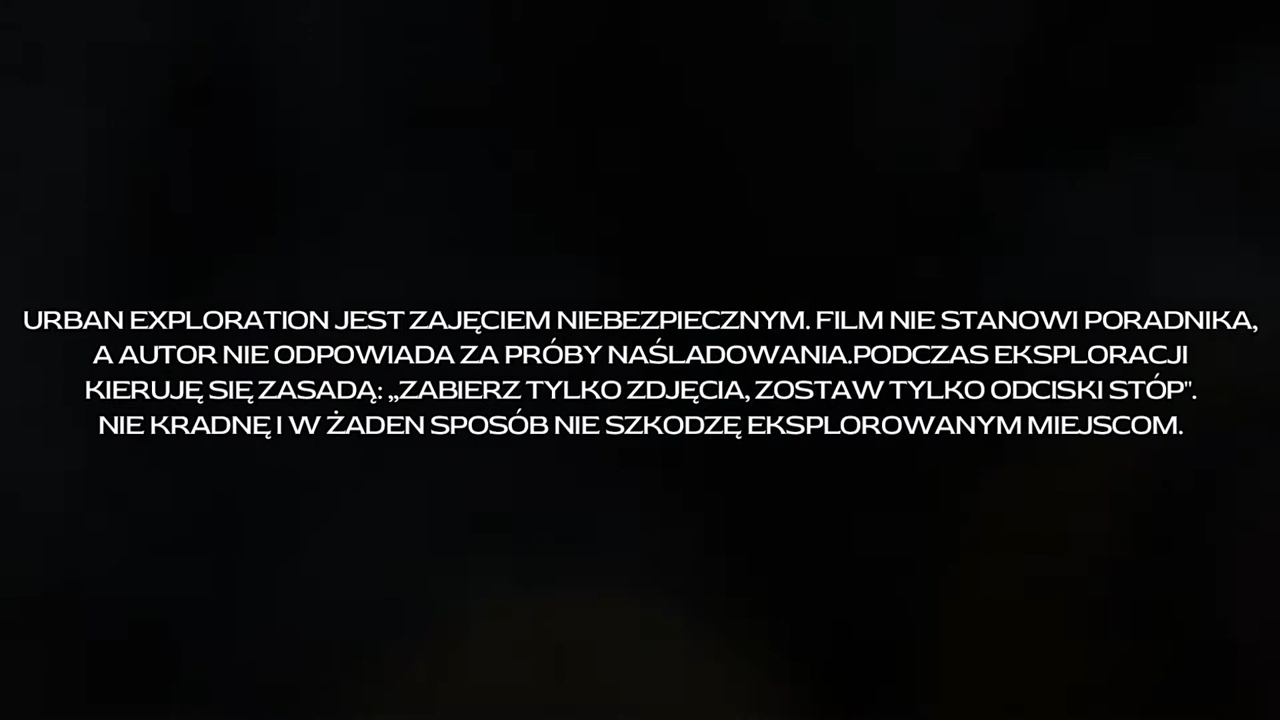 URBAN EXPLORATION JEST ZAJĘCIEM NIEBEZPIECZNYM. FILM NIE STANOWI PORADNIKA,
A AUTOR NIE ODPOWIADA ZA PRÓBY NAŚLADOWANIA.PODCZAS EKSPLORACJI
KIERUJĘ SIĘ ZASADĄ: „ZABIERZ TYLKO ZDJĘCIA, ZOSTAW TYLKO ODCISKI STÓP".
NIE KRADNĘ I W ŻADEN SPOSÓB NIE SZKODZĘ EKSPLOROWANYM MIEJSCOM.